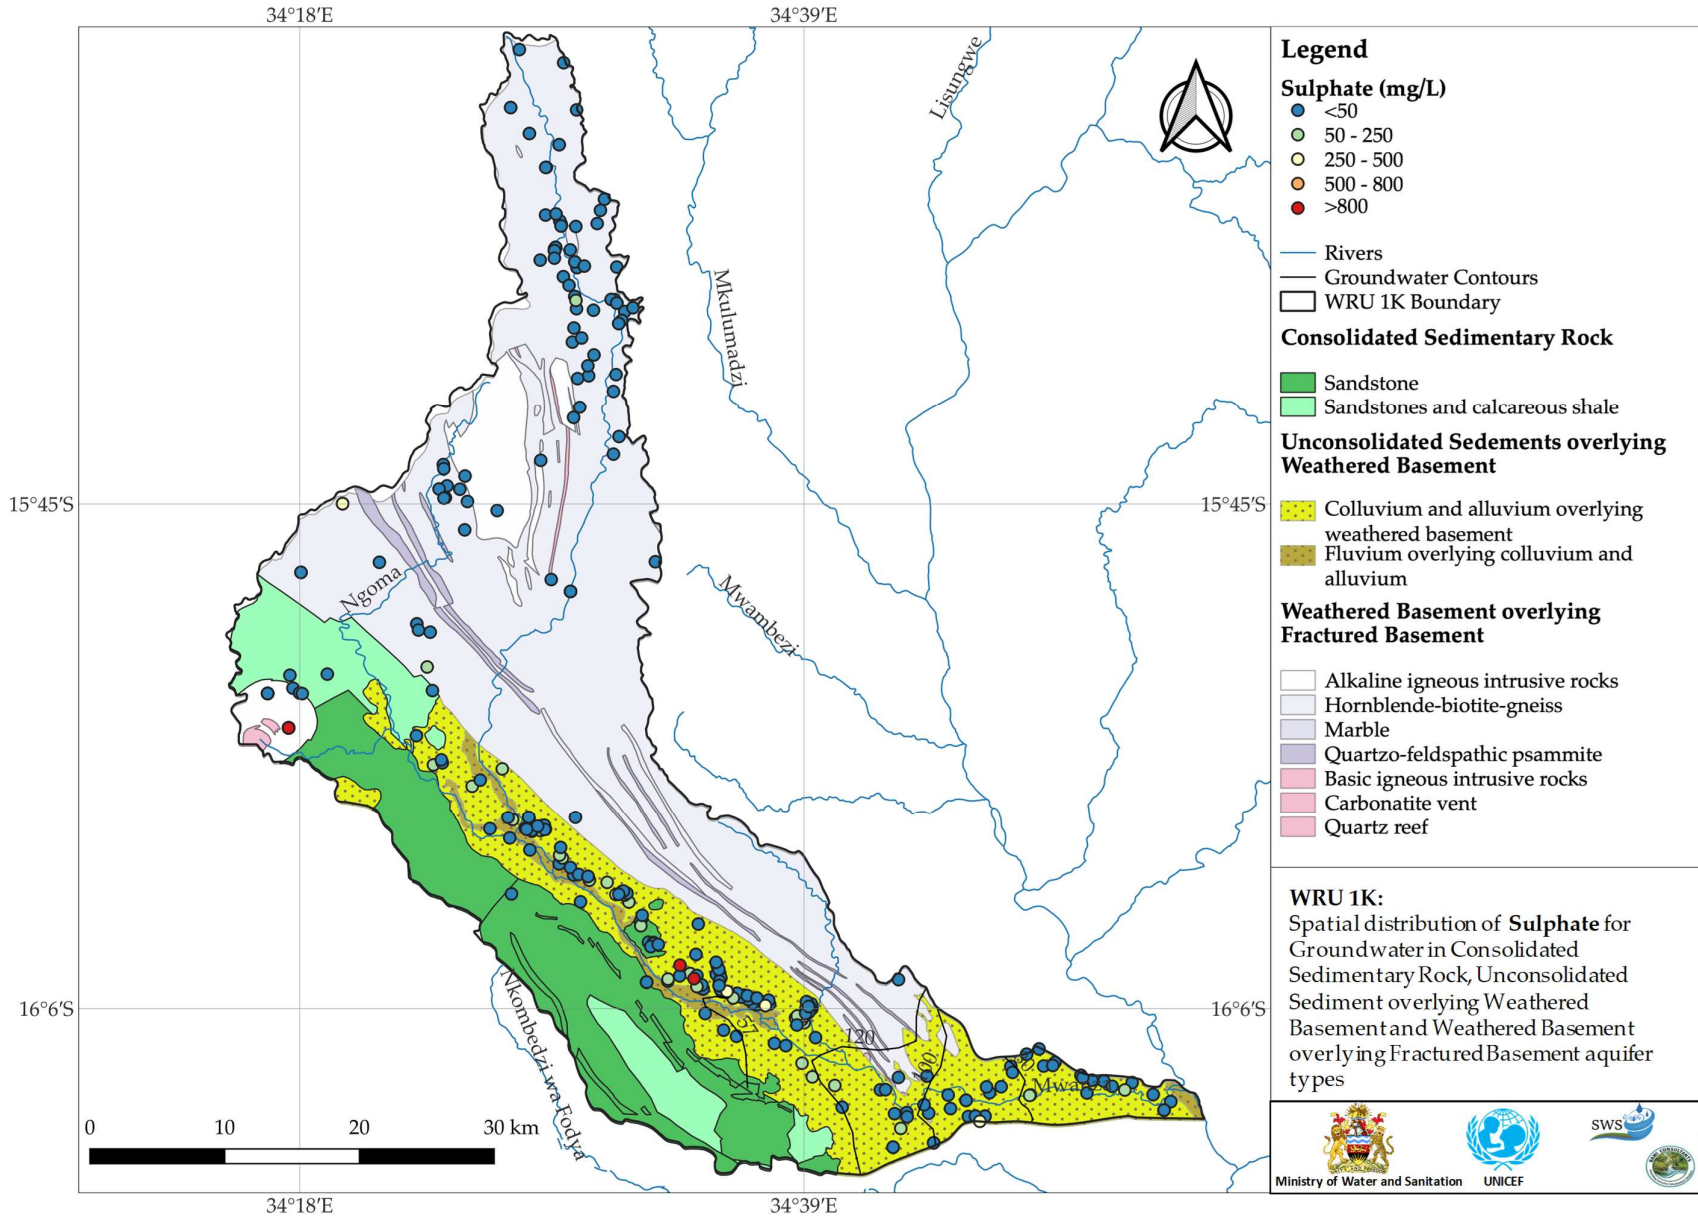 34°18'E
34°39'E
Lisungwe
Mkulumadzi
15°45'S
15°45'S
Ngoma
Mwambezi
16°6'S
16°6'S
Nkombedzi wa Fodya
57
120
100
Mwanza
0
10
20
30 km
34°18'E
34°39'E
Legend
Sulphate (mg/L)
<50
50 - 250
250 - 500
500 - 800
>800
Rivers
Groundwater Contours
WRU 1K Boundary
Consolidated Sedimentary Rock
Sandstone
Sandstones and calcareous shale
Unconsolidated Sedements overlying
Weathered Basement
Colluvium and alluvium overlying
weathered basement
Fluvium overlying colluvium and
alluvium
Weathered Basement overlying
Fractured Basement
Alkaline igneous intrusive rocks
Hornblende-biotite-gneiss
Marble
Quartzo-feldspathic psammite
Basic igneous intrusive rocks
Carbonatite vent
Quartz reef
WRU 1K:
Spatial distribution of Sulphate for
Groundwater in Consolidated
Sedimentary Rock, Unconsolidated
Sediment overlying Weathered
Basement and Weathered Basement
overlying Fractured Basement aquifer
types
SWS
Ministry of Water and Sanitation
UNICEF